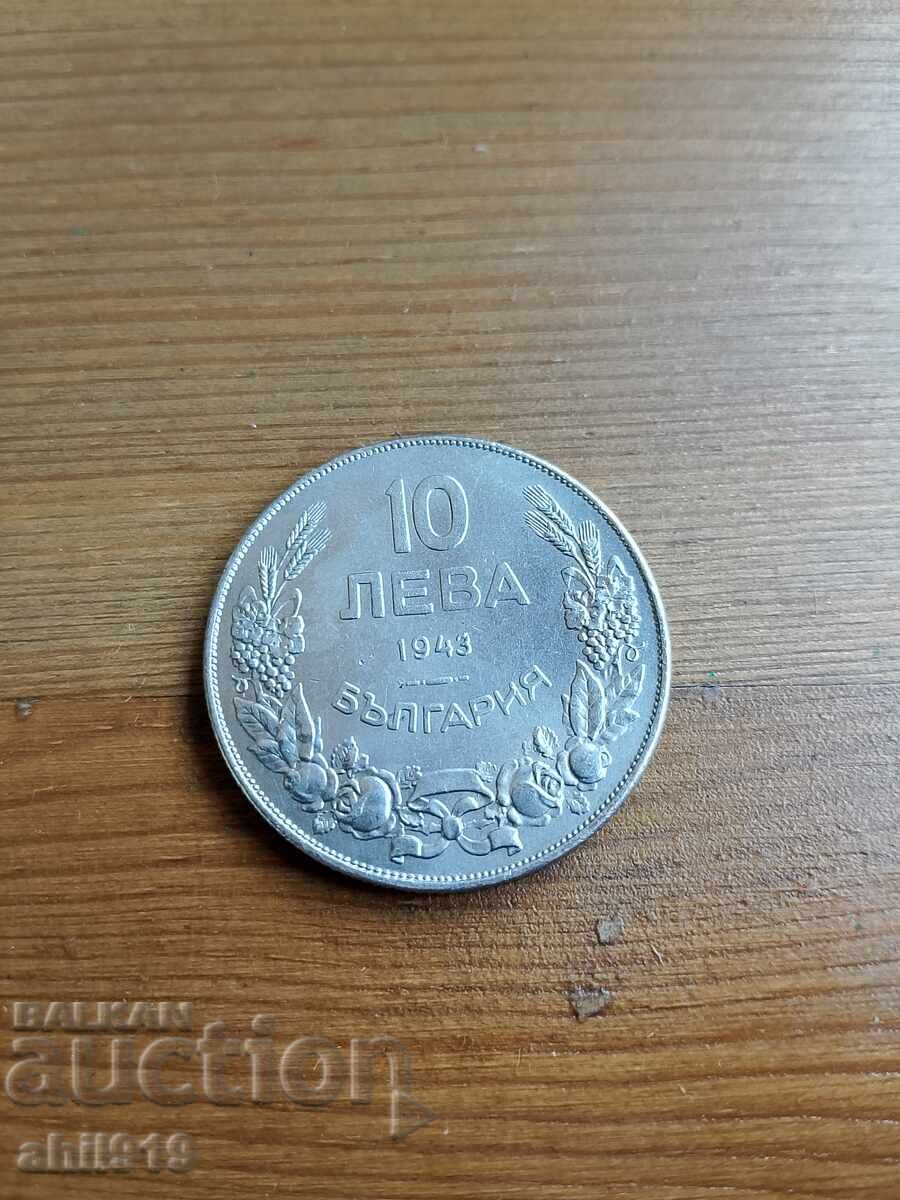 10
ЛЕВА
1943
БЪЛГАРИЯ
BALKAN
auction
ahil919